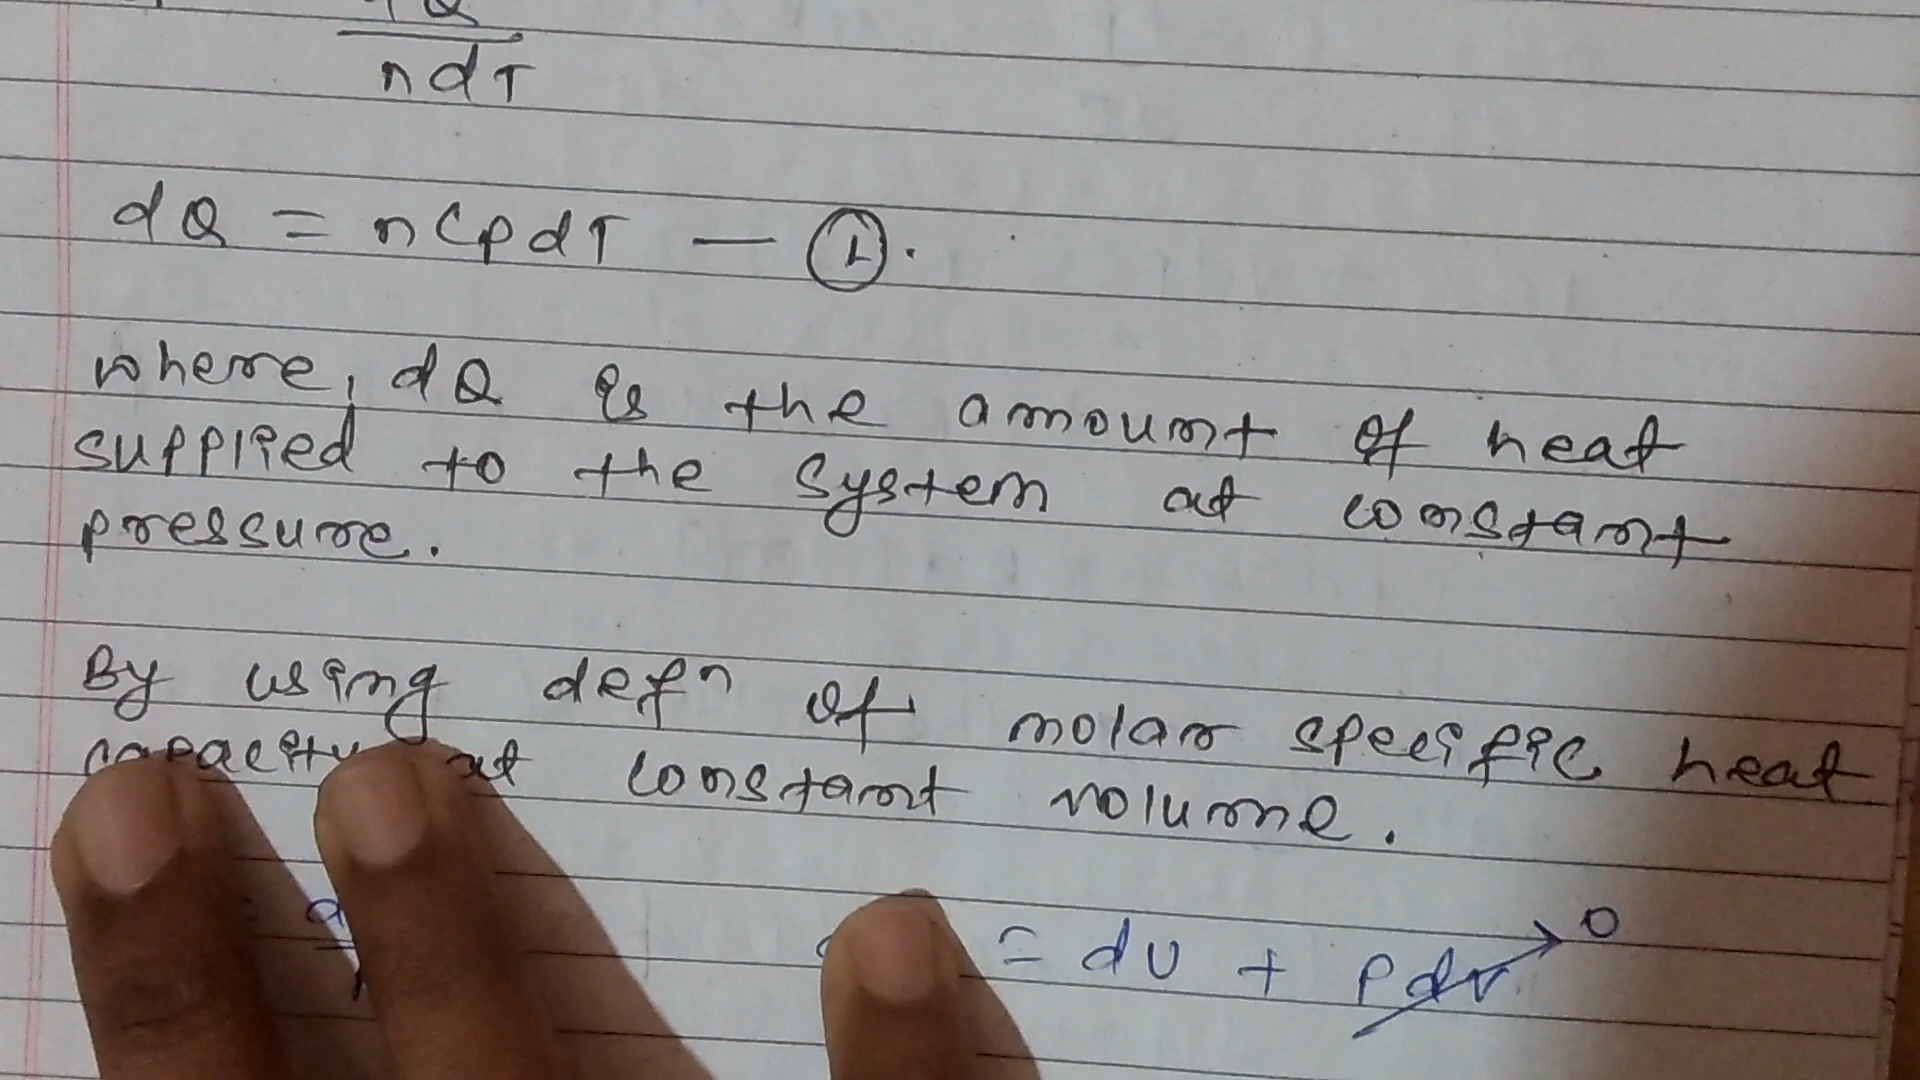 ndT
dQ = nCpdT — ①.
where, dQ is the amount of heat
supplied to the system at constant
pressure.
By using defn of molar specific heat
capacity at constant volume.
= dU + PdV → 0